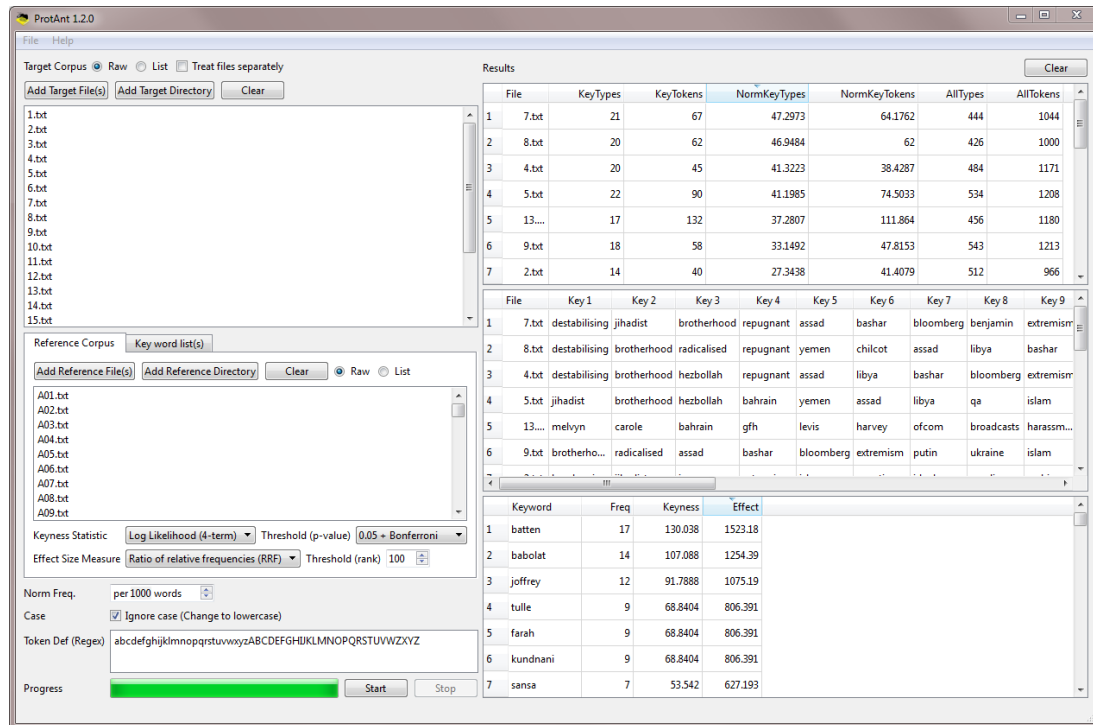 ProtAnt 1.2.0
File Help
Target Corpus Raw List Treat files separately
Add Target File(s) Add Target Directory Clear
1.txt
2.txt
3.txt
4.txt
5.txt
6.txt
7.txt
8.txt
9.txt
10.txt
11.txt
12.txt
13.txt
14.txt
15.txt
Reference Corpus Key word list(s)
Add Reference File(s) Add Reference Directory Clear Raw List
A01.txt
A02.txt
A03.txt
A04.txt
A05.txt
A06.txt
A07.txt
A08.txt
A09.txt
Keyness Statistic Log Likelihood (4-term) Threshold (p-value) 0.05 + Bonferroni
Effect Size Measure Ratio of relative frequencies (RRF) Threshold (rank) 100
Norm Freq. per 1000 words
Case Ignore case (Change to lowercase)
Token Def (Regex) abcdefghijklmnopqrstuvwxyzABCDEFGHIJKLMNOPQRSTUVWZXYZ
Progress Start Stop
Results Clear
File KeyTypes KeyTokens NormKeyTypes NormKeyTokens AllTypes AllTokens
1 7.txt 21 67 47.2973 64.1762 444 1044
2 8.txt 20 62 46.9484 62 426 1000
3 4.txt 20 45 41.3223 38.4287 484 1171
4 5.txt 22 90 41.1985 74.5033 534 1208
5 13.... 17 132 37.2807 111.864 456 1180
6 9.txt 18 58 33.1492 47.8153 543 1213
7 2.txt 14 40 27.3438 41.4079 512 966
File Key 1 Key 2 Key 3 Key 4 Key 5 Key 6 Key 7 Key 8 Key 9
1 7.txt destabilising jihadist brotherhood repugnant assad bashar bloomberg benjamin extremism
2 8.txt destabilising brotherhood radicalised repugnant yemen chilcot assad libya bashar
3 4.txt destabilising brotherhood hezbollah repugnant assad libya bashar bloomberg extremism
4 5.txt jihadist brotherhood hezbollah bahrain yemen assad libya qa islam
5 13.... melvyn carole bahrain gfh levis harvey ofcom broadcasts harassm...
6 9.txt brotherho... radicalised assad bashar bloomberg extremism putin ukraine islam
Keyword Freq Keyness Effect
1 batten 17 130.038 1523.18
2 babolat 14 107.088 1254.39
3 joffrey 12 91.7888 1075.19
4 tulle 9 68.8404 806.391
5 farah 9 68.8404 806.391
6 kundnani 9 68.8404 806.391
7 sansa 7 53.542 627.193